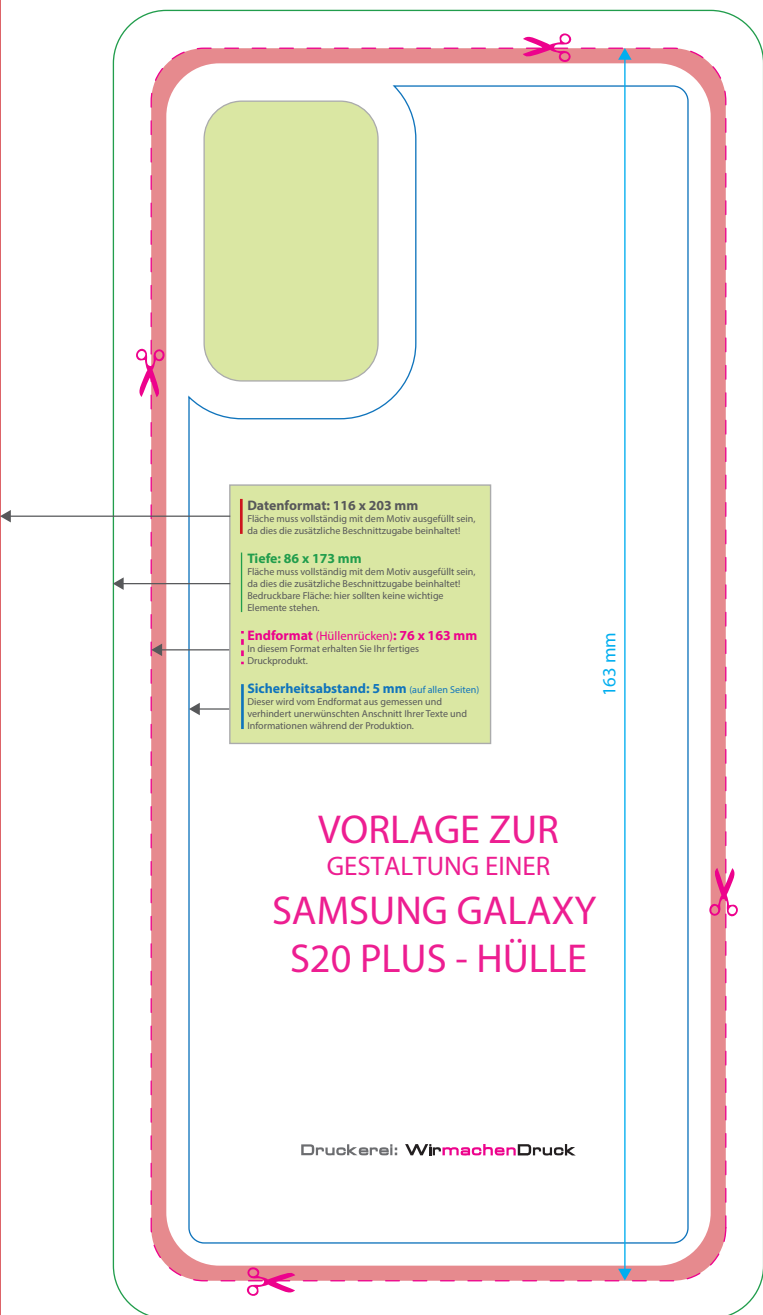 Datenformat: 116 x 203 mm
Fläche muss vollständig mit dem Motiv ausgefüllt sein,
da dies die zusätzliche Beschnittzugabe beinhaltet!
Tiefe: 86 x 173 mm
Fläche muss vollständig mit dem Motiv ausgefüllt sein,
da dies die zusätzliche Beschnittzugabe beinhaltet!
Bedruckbare Fläche: hier sollten keine wichtige
Elemente stehen.
Endformat (Hüllenrücken): 76 x 163 mm
In diesem Format erhalten Sie Ihr fertiges
Druckprodukt.
Sicherheitsabstand: 5 mm (auf allen Seiten)
Dieser wird vom Endformat aus gemessen und
verhindert unerwünschten Anschnitt Ihrer Texte und
Informationen während der Produktion.
163 mm
VORLAGE ZUR
GESTALTUNG EINER
SAMSUNG GALAXY
S20 PLUS - HÜLLE
Druckerei: WirmachenDruck